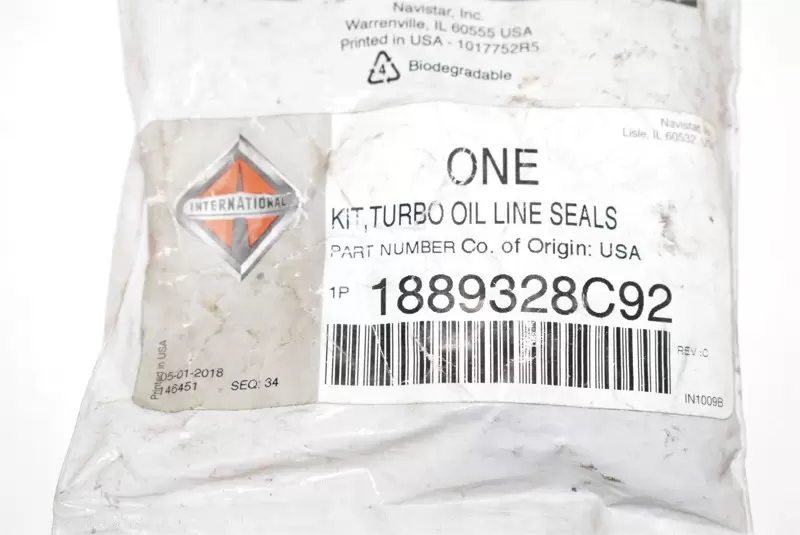 Navistar, Inc.
Warrenville, IL 60555 USA
Printed in USA - 1017752R5
4
Biodegradable
Navistar, In
Lisle, IL 60532, US
ONE
INTERNATIONAL
KIT,TURBO OIL LINE SEALS
PART NUMBER Co. of Origin: USA
1P 1889328C92
REV :C
Printed in USA
05-01-2018
146451 SEQ: 34
IN1009B